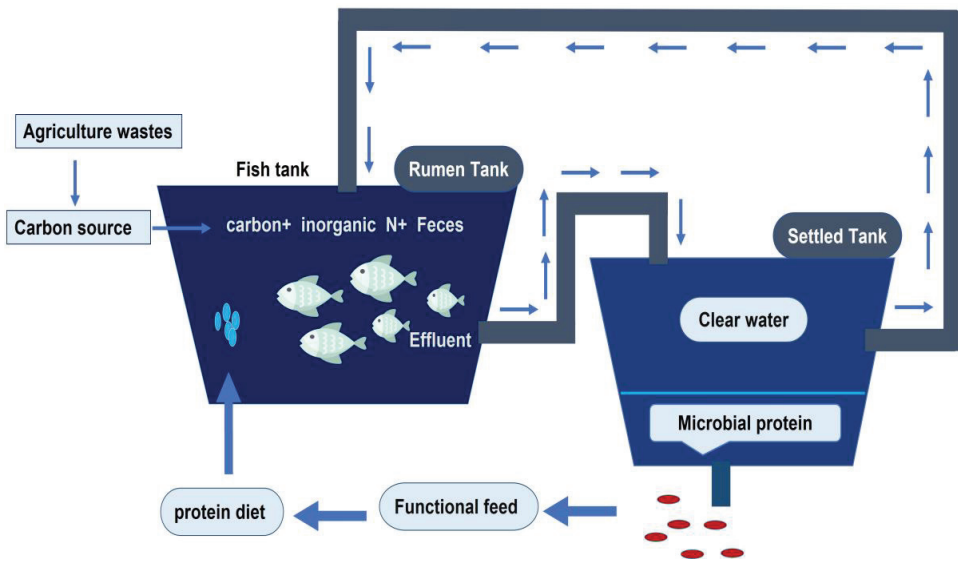 Agriculture wastes
Fish tank
Rumen Tank
Carbon source
carbon+ inorganic N+ Feces
Settled Tank
Clear water
Effluent
Microbial protein
protein diet
Functional feed